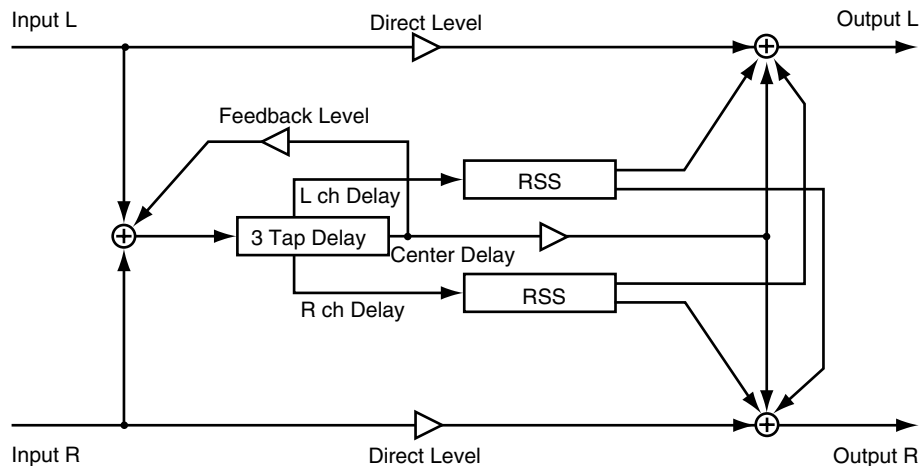 Input L
Direct Level
Output L
Feedback Level
L ch Delay
RSS
3 Tap Delay
Center Delay
R ch Delay
RSS
Input R
Direct Level
Output R